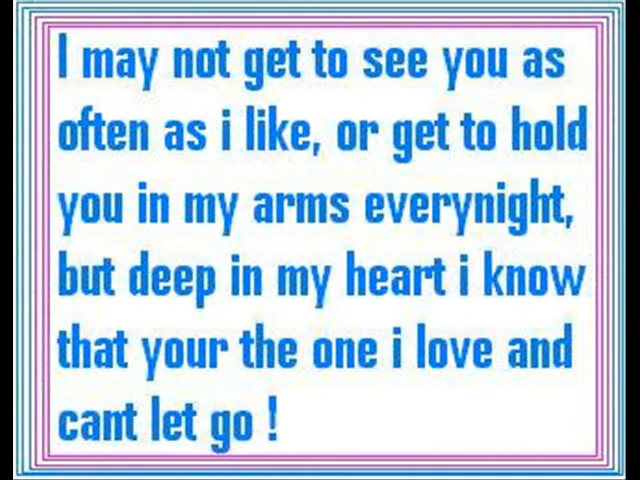 I may not get to see you as
often as i like, or get to hold
you in my arms everynight,
but deep in my heart i know
that your the one i love and
cant let go !